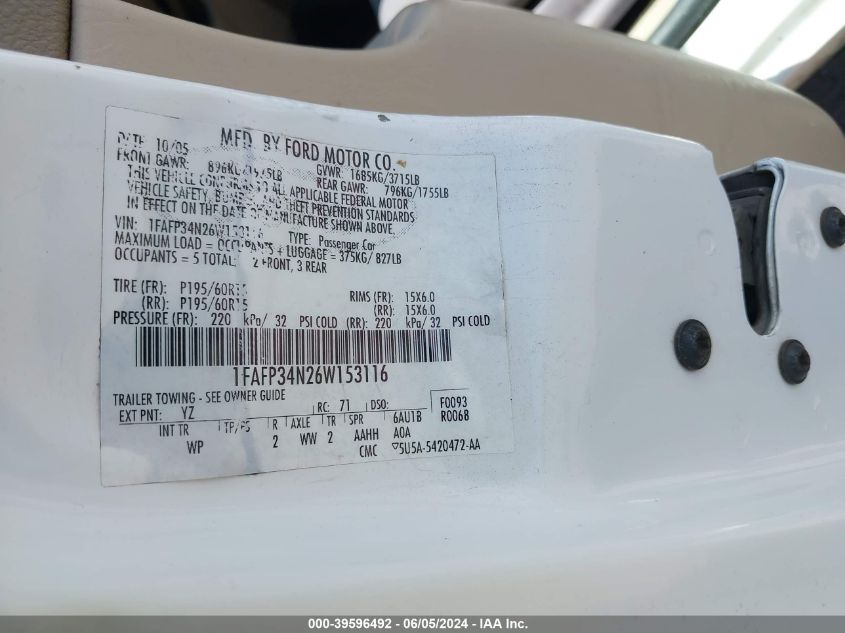 DATE 10/05 MFD. BY FORD MOTOR CO.
FRONT GAWR: 896KG/1975LB GVWR: 1685KG/3715LB
REAR GAWR: 796KG/1755LB
THIS VEHICLE CONFORMS TO ALL APPLICABLE FEDERAL MOTOR
VEHICLE SAFETY, BUMPER AND THEFT PREVENTION STANDARDS
IN EFFECT ON THE DATE OF MANUFACTURE SHOWN ABOVE.
VIN: 1FAFP34N26W153116 TYPE: Passenger Car
MAXIMUM LOAD = OCCUPANTS + LUGGAGE = 375KG/ 827LB
OCCUPANTS = 5 TOTAL: 2 FRONT, 3 REAR
TIRE (FR): P195/60R15 RIMS (FR): 15X6.0
(RR): P195/60R15 (RR): 15X6.0
PRESSURE (FR): 220 kPa/ 32 PSI COLD (RR): 220 kPa/ 32 PSI COLD
1FAFP34N26W153116
TRAILER TOWING - SEE OWNER GUIDE F0093
EXT PNT: YZ RC: 71 DSO: R006B
INT TR TP/PS R AXLE TR SPR 6AU1B
WP 2 WW 2 AAHH A0A
CMC 5U5A-5420472-AA
000-39596492 - 06/05/2024 - IAA Inc.